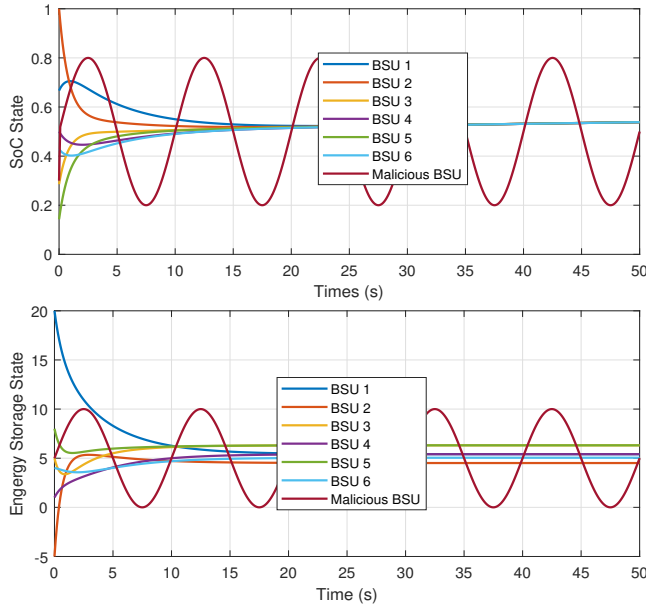 1
0.8
0.6
0.4
0.2
0
SoC State
BSU 1
BSU 2
BSU 3
BSU 4
BSU 5
BSU 6
Malicious BSU
0 5 10 15 20 25 30 35 40 45 50
Times (s)
20
15
10
5
0
-5
Engergy Storage State
BSU 1
BSU 2
BSU 3
BSU 4
BSU 5
BSU 6
Malicious BSU
0 5 10 15 20 25 30 35 40 45 50
Time (s)